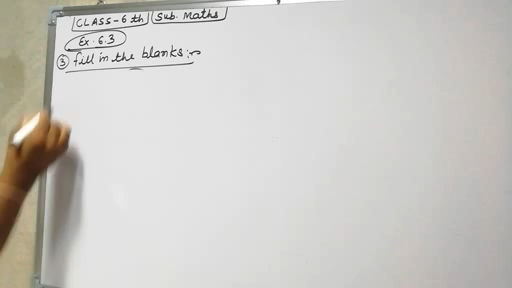 CLASS-6 th Sub. Maths
Ex. 6.3
③ fill in the blanks:-